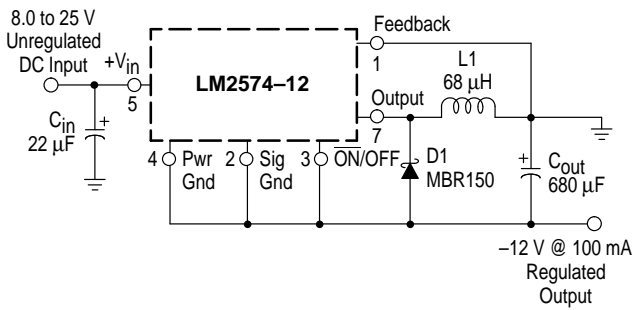 8.0 to 25 V
Unregulated
DC Input
+Vin
5
Cin
22 µF
+
LM2574–12
Feedback
1
Output
7
L1
68 µH
4
Pwr
Gnd
2
Sig
Gnd
3
ON/OFF
D1
MBR150
+
Cout
680 µF
–12 V @ 100 mA
Regulated
Output